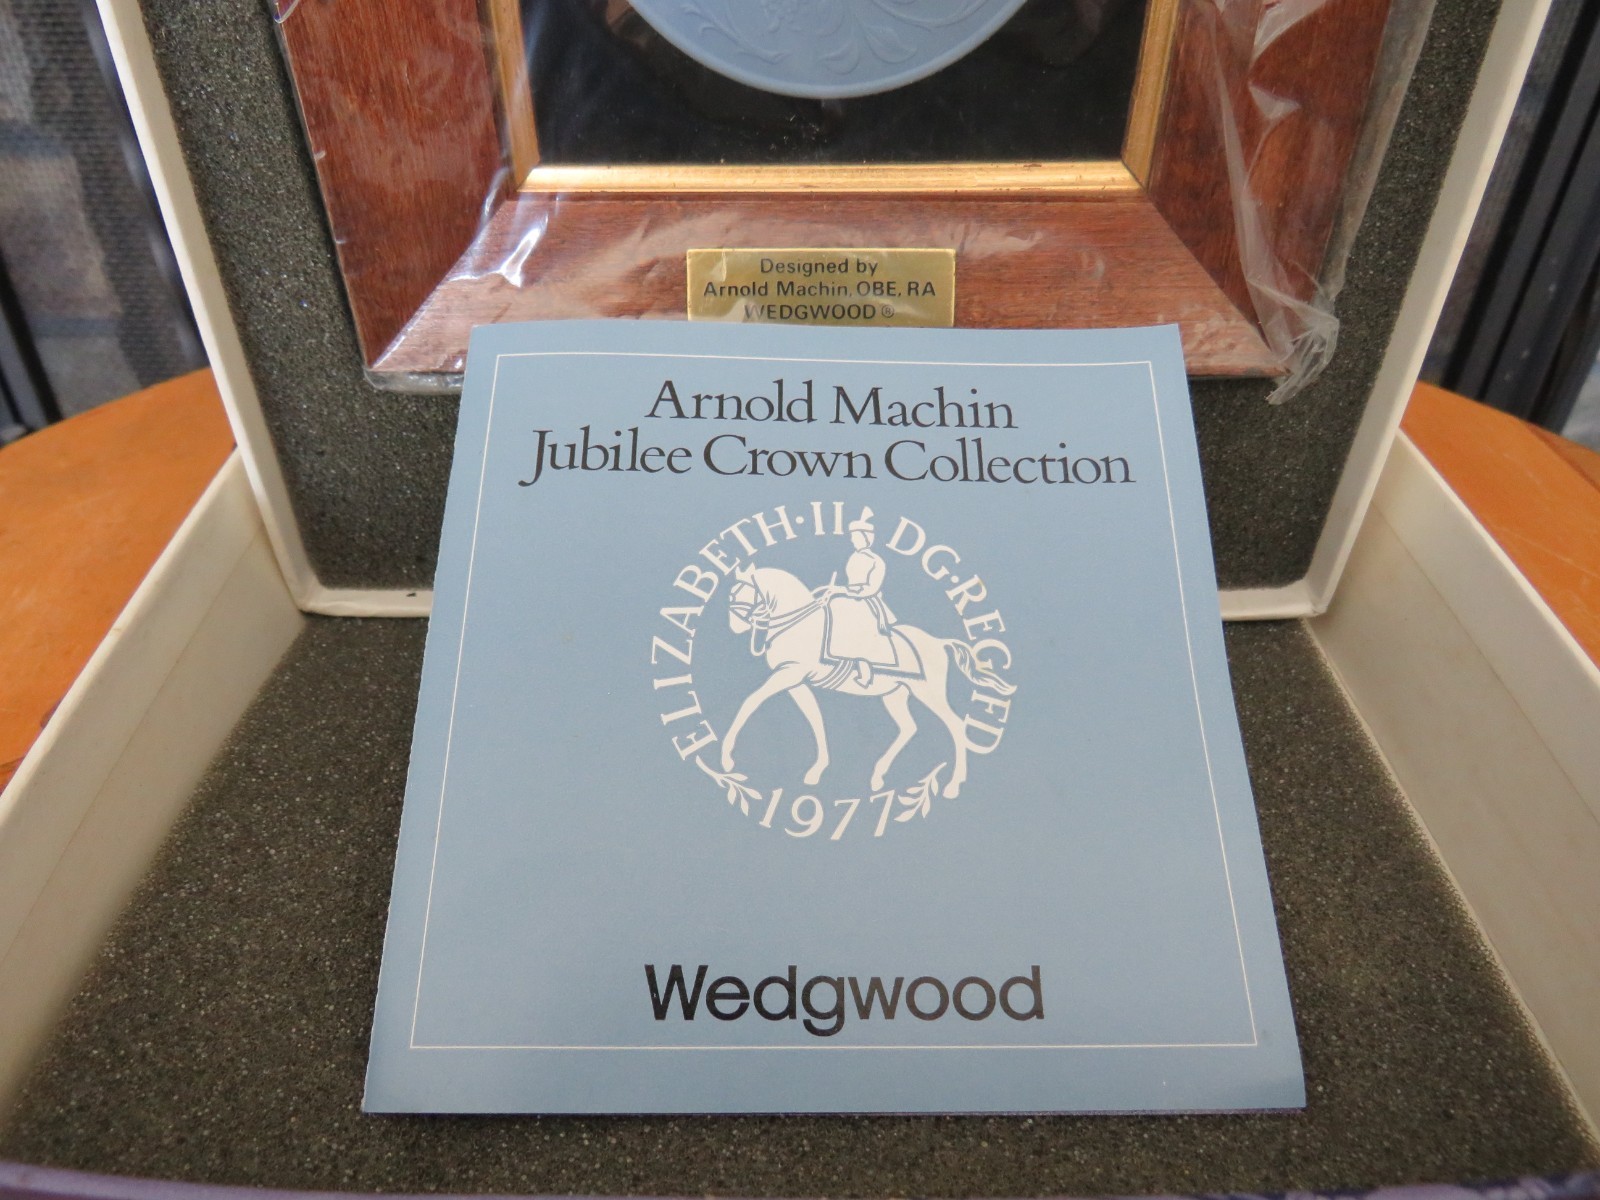 Designed by
Arnold Machin, OBE, RA
WEDGWOOD®
Arnold Machin
Jubilee Crown Collection
ELIZABETH·II DG·REG·FD
1977
Wedgwood